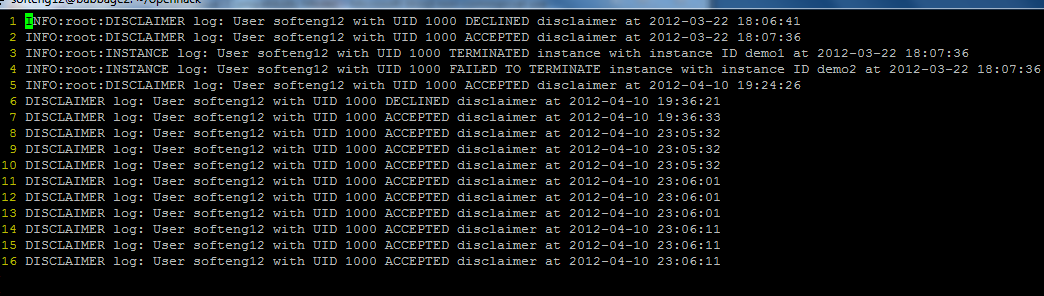 softeng12@babbage2: ~/openhack
1 INFO:root:DISCLAIMER log: User softeng12 with UID 1000 DECLINED disclaimer at 2012-03-22 18:06:41
2 INFO:root:DISCLAIMER log: User softeng12 with UID 1000 ACCEPTED disclaimer at 2012-03-22 18:07:36
3 INFO:root:INSTANCE log: User softeng12 with UID 1000 TERMINATED instance with instance ID demo1 at 2012-03-22 18:07:36
4 INFO:root:INSTANCE log: User softeng12 with UID 1000 FAILED TO TERMINATE instance with instance ID demo2 at 2012-03-22 18:07:36
5 INFO:root:DISCLAIMER log: User softeng12 with UID 1000 ACCEPTED disclaimer at 2012-04-10 19:24:26
6 DISCLAIMER log: User softeng12 with UID 1000 DECLINED disclaimer at 2012-04-10 19:36:21
7 DISCLAIMER log: User softeng12 with UID 1000 ACCEPTED disclaimer at 2012-04-10 19:36:33
8 DISCLAIMER log: User softeng12 with UID 1000 ACCEPTED disclaimer at 2012-04-10 23:05:32
9 DISCLAIMER log: User softeng12 with UID 1000 ACCEPTED disclaimer at 2012-04-10 23:05:32
10 DISCLAIMER log: User softeng12 with UID 1000 ACCEPTED disclaimer at 2012-04-10 23:05:32
11 DISCLAIMER log: User softeng12 with UID 1000 ACCEPTED disclaimer at 2012-04-10 23:06:01
12 DISCLAIMER log: User softeng12 with UID 1000 ACCEPTED disclaimer at 2012-04-10 23:06:01
13 DISCLAIMER log: User softeng12 with UID 1000 ACCEPTED disclaimer at 2012-04-10 23:06:01
14 DISCLAIMER log: User softeng12 with UID 1000 ACCEPTED disclaimer at 2012-04-10 23:06:11
15 DISCLAIMER log: User softeng12 with UID 1000 ACCEPTED disclaimer at 2012-04-10 23:06:11
16 DISCLAIMER log: User softeng12 with UID 1000 ACCEPTED disclaimer at 2012-04-10 23:06:11